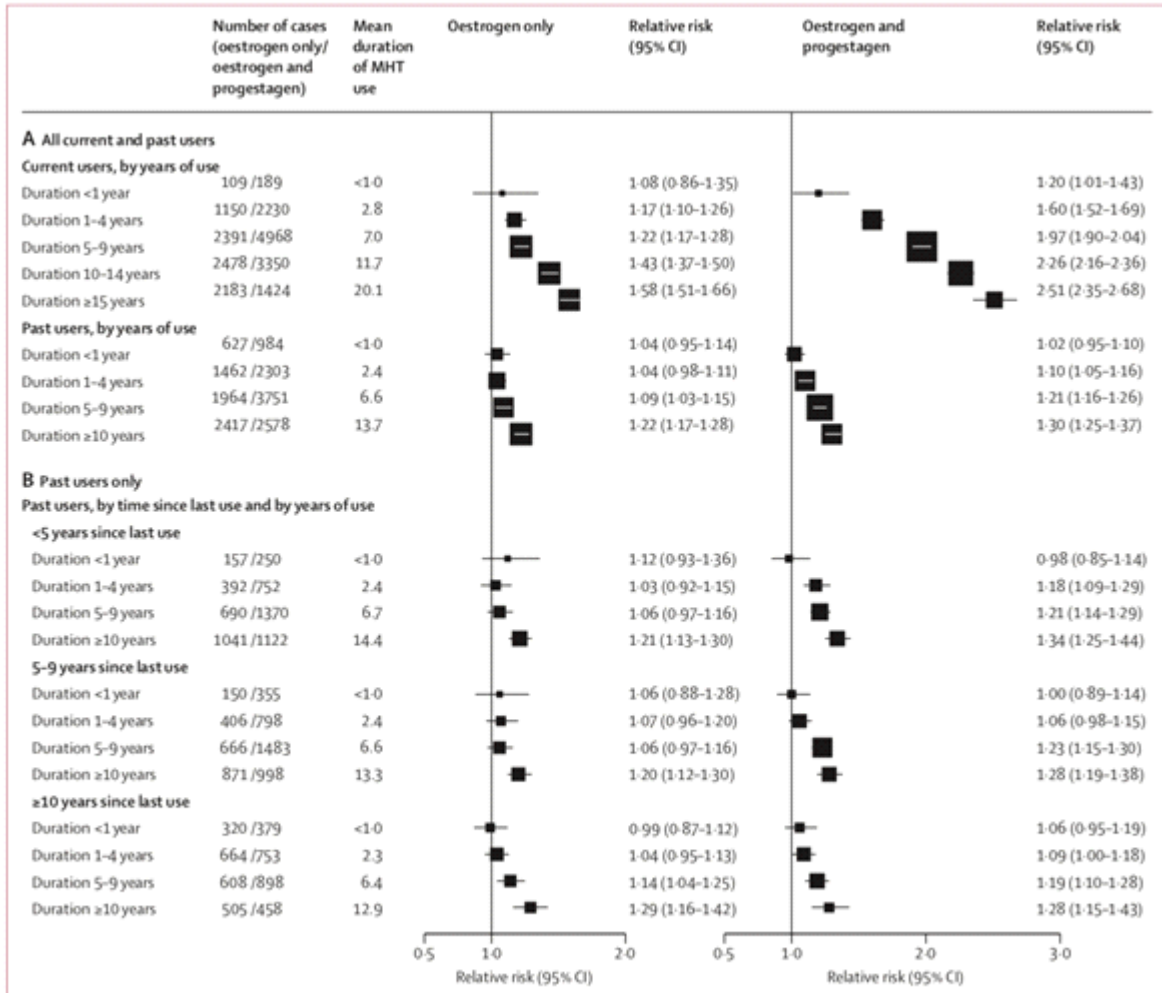 Number of cases Mean Oestrogen only Relative risk Oestrogen and Relative risk
(oestrogen only/ duration (95% CI) progestagen (95% CI)
oestrogen and of MHT
progestagen) use
A All current and past users
Current users, by years of use
Duration <1 year 109/189 <1·0 1·08 (0·86–1·35) 1·20 (1·01–1·43)
Duration 1–4 years 1150/2230 2.8 1·17 (1·10–1·26) 1·60 (1·52–1·69)
Duration 5–9 years 2391/4968 7.0 1·22 (1·17–1·28) 1·97 (1·90–2·04)
Duration 10–14 years 2478/3350 11.7 1·43 (1·37–1·50) 2·26 (2·16–2·36)
Duration ≥15 years 2183/1424 20.1 1·58 (1·51–1·66) 2·51 (2·35–2·68)
Past users, by years of use
Duration <1 year 627/984 <1·0 1·04 (0·95–1·14) 1·02 (0·95–1·10)
Duration 1–4 years 1462/2303 2.4 1·04 (0·98–1·11) 1·10 (1·05–1·16)
Duration 5–9 years 1964/3751 6.6 1·09 (1·03–1·15) 1·21 (1·16–1·26)
Duration ≥10 years 2417/2578 13.7 1·22 (1·17–1·28) 1·30 (1·25–1·37)
B Past users only
Past users, by time since last use and by years of use
<5 years since last use
Duration <1 year 157/250 <1·0 1·12 (0·93–1·36) 0·98 (0·85–1·14)
Duration 1–4 years 392/752 2.4 1·03 (0·92–1·15) 1·18 (1·09–1·29)
Duration 5–9 years 690/1370 6.7 1·06 (0·97–1·16) 1·21 (1·14–1·29)
Duration ≥10 years 1041/1122 14.4 1·21 (1·13–1·30) 1·34 (1·25–1·44)
5–9 years since last use
Duration <1 year 150/355 <1·0 1·06 (0·88–1·28) 1·00 (0·89–1·14)
Duration 1–4 years 406/798 2.4 1·07 (0·96–1·20) 1·06 (0·98–1·15)
Duration 5–9 years 666/1483 6.6 1·06 (0·97–1·16) 1·23 (1·15–1·30)
Duration ≥10 years 871/998 13.3 1·20 (1·12–1·30) 1·28 (1·19–1·38)
≥10 years since last use
Duration <1 year 320/379 <1·0 0·99 (0·87–1·12) 1·06 (0·95–1·19)
Duration 1–4 years 664/753 2.3 1·04 (0·95–1·13) 1·09 (1·00–1·18)
Duration 5–9 years 608/898 6.4 1·14 (1·04–1·25) 1·19 (1·10–1·28)
Duration ≥10 years 505/458 12.9 1·29 (1·16–1·42) 1·28 (1·15–1·43)
0·5 1·0 2·0 0·5 1·0 2·0 3·0
Relative risk (95% CI) Relative risk (95% CI)